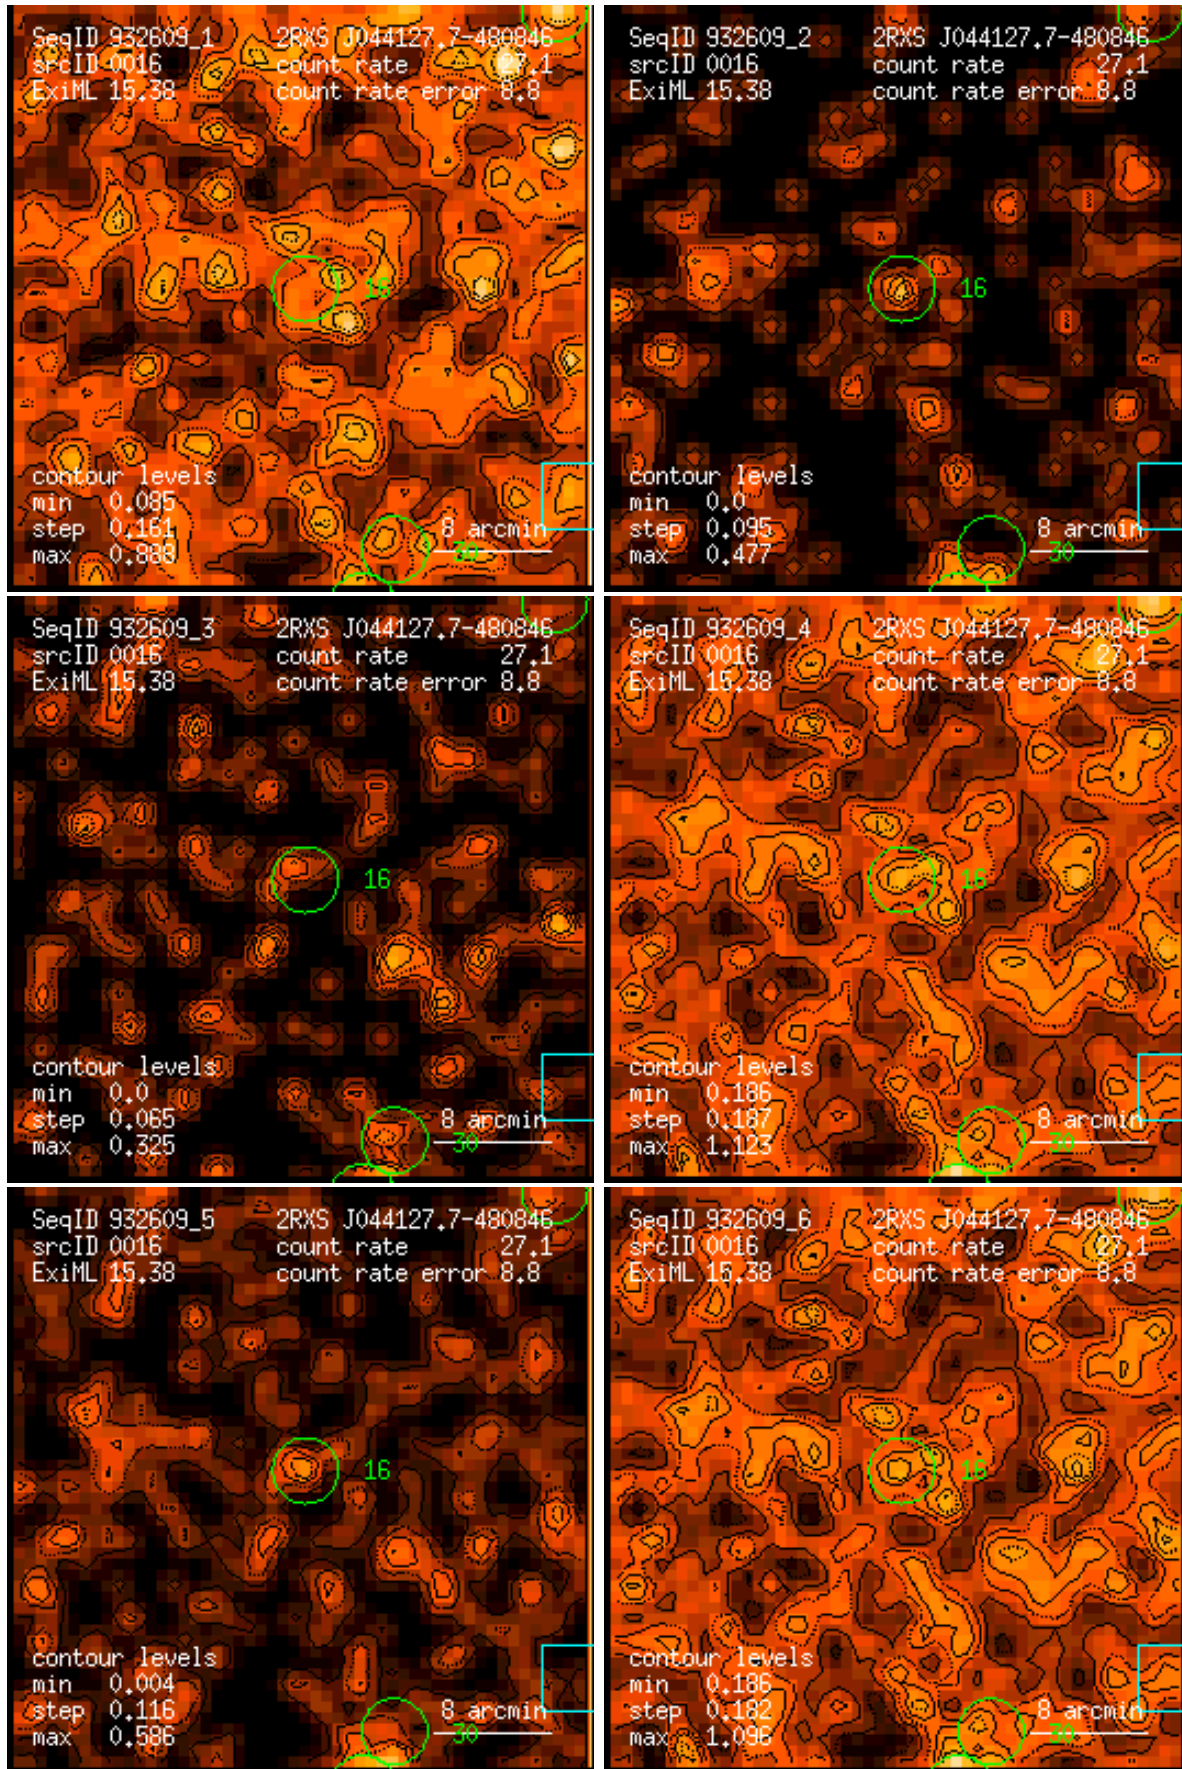 SeqID 932609_1 2RXS J044127.7-480846
srcID 0016 count rate 27.1
ExiML 15.38 count rate error 8.8
16
contour levels
min 0.085
step 0.161 8 arcmin
max 0.888 30
SeqID 932609_2 2RXS J044127.7-480846
srcID 0016 count rate 27.1
ExiML 15.38 count rate error 8.8
16
contour levels
min 0.0
step 0.095 8 arcmin
max 0.477 30
SeqID 932609_3 2RXS J044127.7-480846
srcID 0016 count rate 27.1
ExiML 15.38 count rate error 8.8
16
contour levels
min 0.0
step 0.065 8 arcmin
max 0.325 30
SeqID 932609_4 2RXS J044127.7-480846
srcID 0016 count rate 27.1
ExiML 15.38 count rate error 8.8
16
contour levels
min 0.186
step 0.187 8 arcmin
max 1.123 30
SeqID 932609_5 2RXS J044127.7-480846
srcID 0016 count rate 27.1
ExiML 15.38 count rate error 8.8
16
contour levels
min 0.004
step 0.116 8 arcmin
max 0.586 30
SeqID 932609_6 2RXS J044127.7-480846
srcID 0016 count rate 27.1
ExiML 15.38 count rate error 8.8
16
contour levels
min 0.186
step 0.182 8 arcmin
max 1.096 30